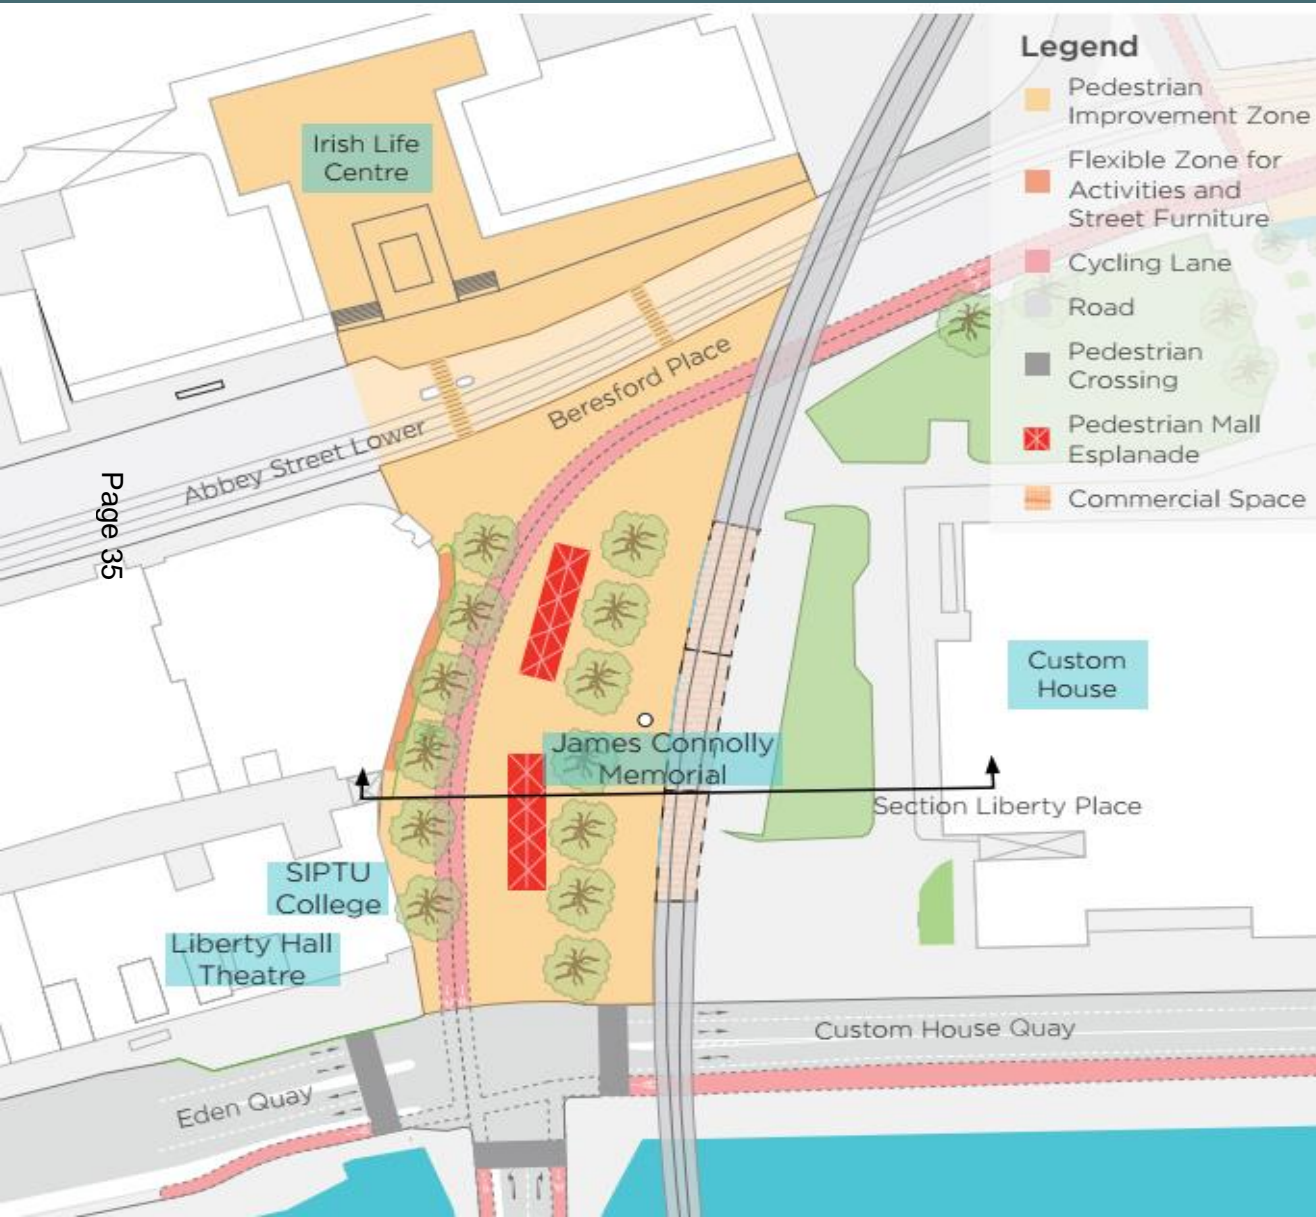 Legend
Pedestrian
Improvement Zone
Flexible Zone for
Activities and
Street Furniture
Cycling Lane
Road
Pedestrian
Crossing
Pedestrian Mall
Esplanade
Commercial Space
Irish Life
Centre
Beresford Place
Abbey Street Lower
Page 35
Custom
House
James Connolly
Memorial
Section Liberty Place
SIPTU
College
Liberty Hall
Theatre
Custom House Quay
Eden Quay